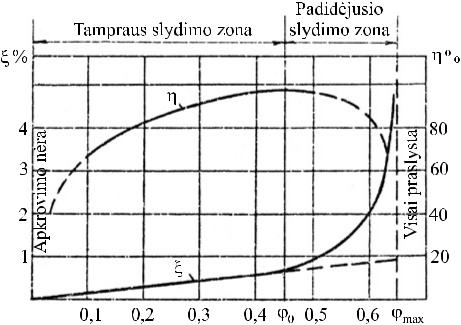 Padidėjusio
Tampraus slydimo zona
slydimo zona
ξ%
η%
η
4
80
3
60
2
40
ξ
1
20
Apkrovimo nėra
Visai praslysta
0,1
0,2
0,3
0,4
φ₀
0,5
0,6
φmax